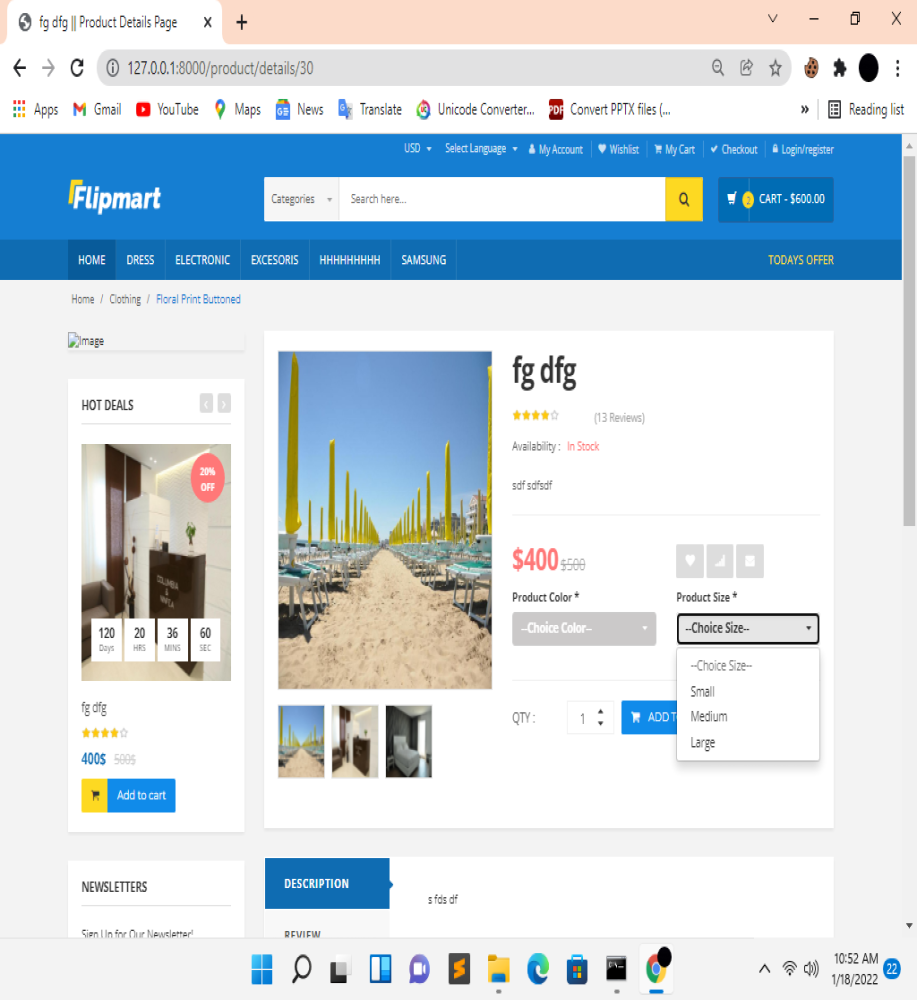 fg dfg || Product Details Page
127.0.0.1:8000/product/details/30
Apps Gmail YouTube Maps News Translate Unicode Converter... PDF Convert PPTX files (... » Reading list
USD Select Language My Account Wishlist My Cart Checkout Login/register
Flipmart
Categories Search here... 2 CART - $600.00
HOME DRESS ELECTRONIC EXCESORIS HHHHHHHHH SAMSUNG TODAYS OFFER
Home / Clothing / Floral Print Buttoned
Image
HOT DEALS
20%
OFF
COLUMBIA
&
120 20 36 60
Days HRS MINS SEC
fg dfg
400$ 500$
Add to cart
NEWSLETTERS
Sign Up for Our Newsletter!
fg dfg
(13 Reviews)
Availability : In Stock
sdf sdfsdf
$400 $500
Product Color * Product Size *
--Choice Color-- --Choice Size--
--Choice Size--
Small
Medium
Large
QTY : 1 ADD
DESCRIPTION
s fds df
REVIEW
10:52 AM
1/18/2022
22